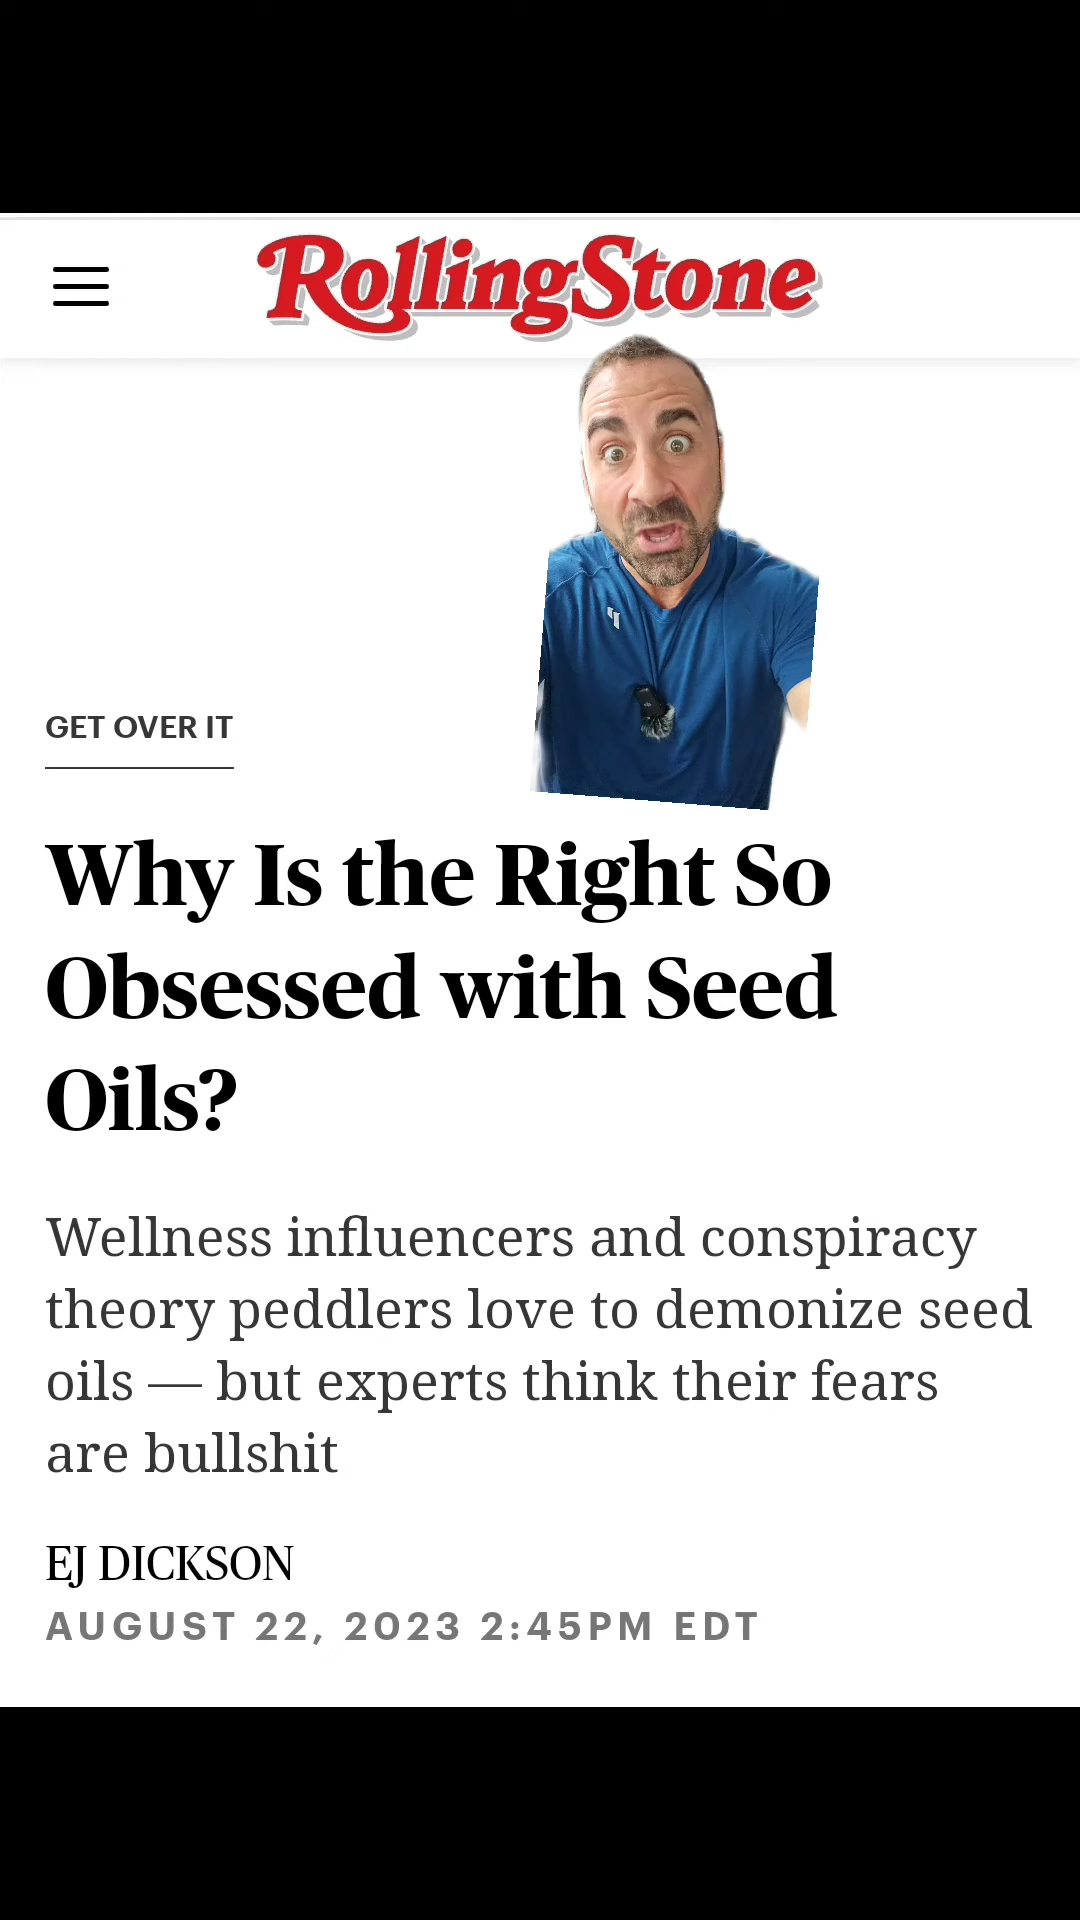 RollingStone
GET OVER IT
Why Is the Right So
Obsessed with Seed
Oils?
Wellness influencers and conspiracy
theory peddlers love to demonize seed
oils — but experts think their fears
are bullshit
EJ DICKSON
AUGUST 22, 2023 2:45PM EDT